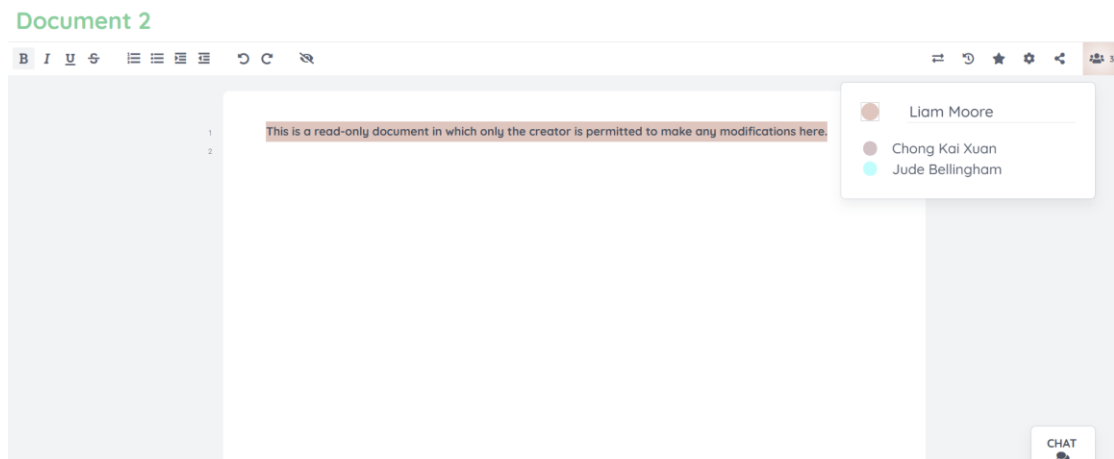 Document 2
B I U S
3
Liam Moore
1 This is a read-only document in which only the creator is permitted to make any modifications here.
2
Chong Kai Xuan
Jude Bellingham
CHAT